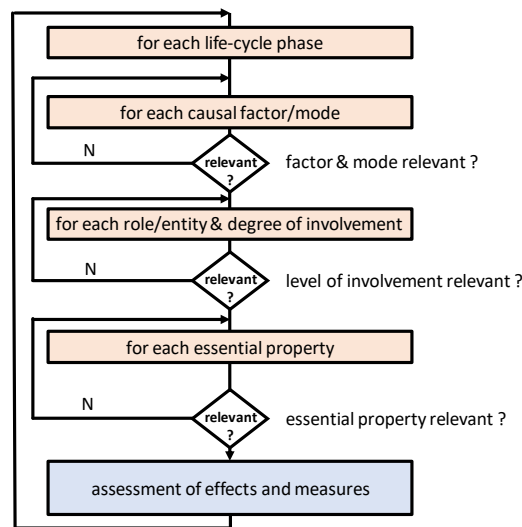 for each life-cycle phase
for each causal factor/mode
N
relevant
?
factor & mode relevant ?
for each role/entity & degree of involvement
N
relevant
?
level of involvement relevant ?
for each essential property
N
relevant
?
essential property relevant ?
assessment of effects and measures